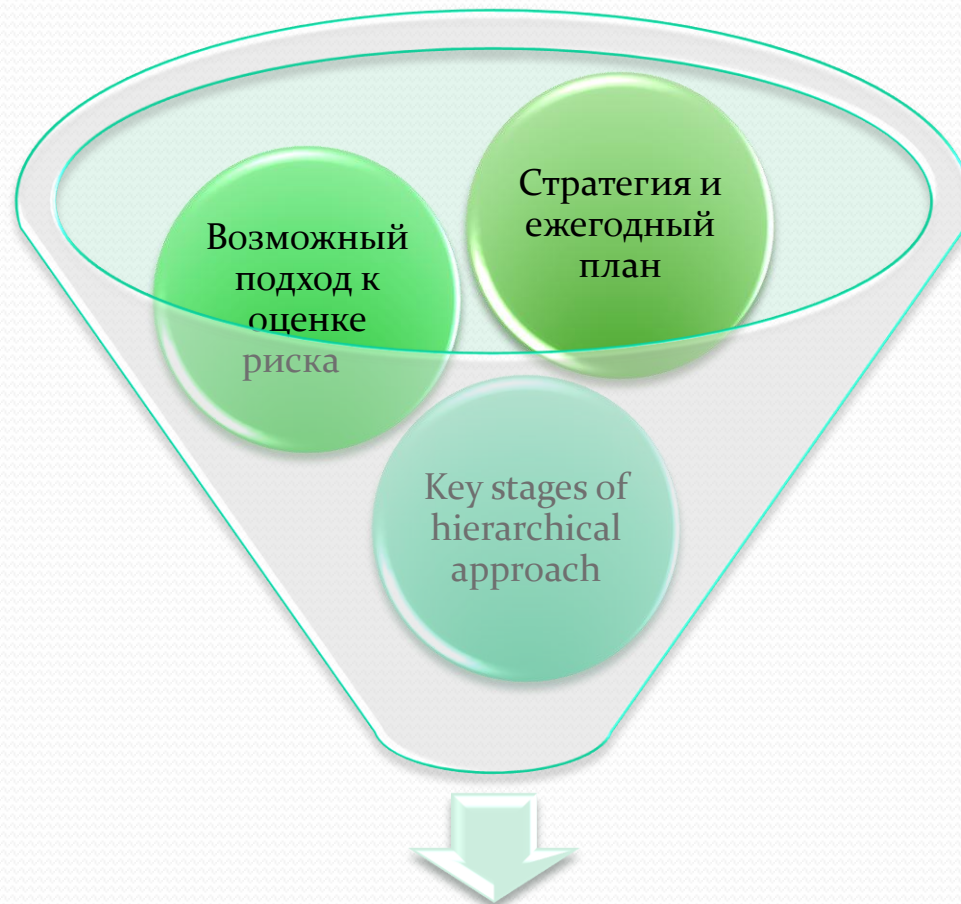 Возможный
подход к
оценке
риска
Стратегия и
ежегодный
план
Key stages of
hierarchical
approach